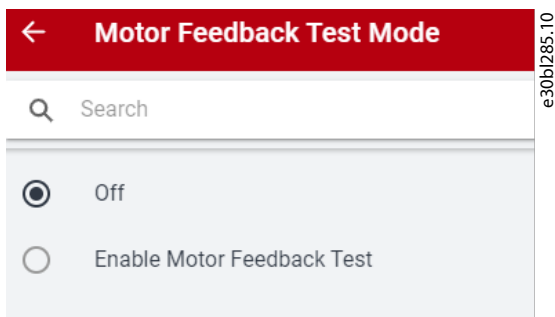 Motor Feedback Test Mode
Search
Off
Enable Motor Feedback Test
e30bl285.10